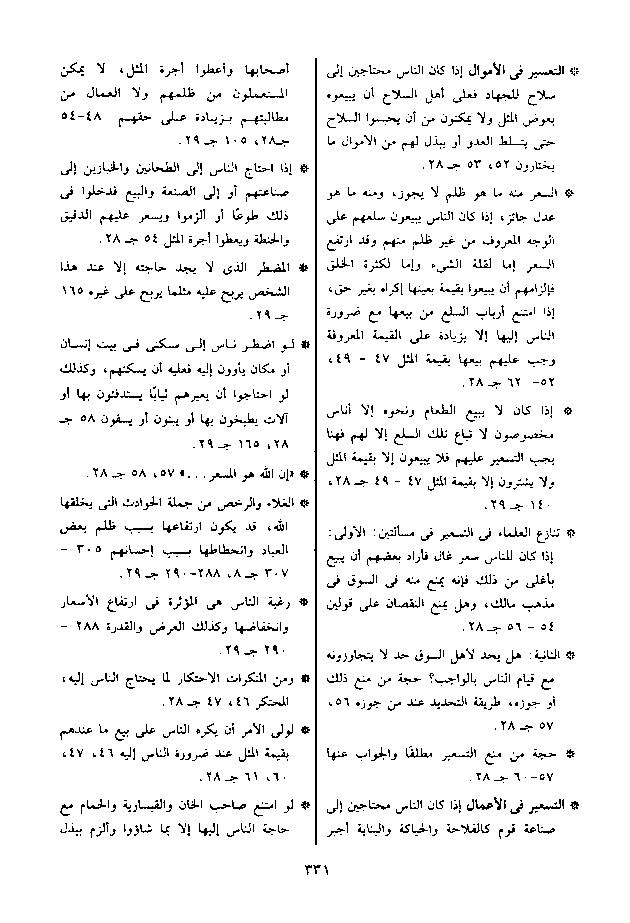 * التسعير فى الأموال إذا كان الناس محتاجين إلى
سلاح للجهاد فعلى أهل السلاح أن يبيعوه
بعوض المثل ولا يمكنون من أن يحبسوا السلاح
حتى يتسلط العدو أو يبذل لهم من الأموال ما
يختارون ٥٢، ٥٣ جـ ٢٨.
* السعر منه ما هو ظلم لا يجوز، ومنه ما هو
عدل جائز، إذا كان الناس يبيعون سلعهم على
الوجه المعروف من غير ظلم منهم وقد ارتفع
السعر إما لقلة الشىء وإما لكثرة الخلق
فإلزامهم أن يبيعوا بقيمة بعينها إكراه بغير حق،
إذا امتنع أرباب السلع من بيعها مع ضرورة
الناس إليها إلا بزيادة على القيمة المعروفة
وجب عليهم بيعها بقيمة المثل ٤٧ - ٤٩،
٥٢- ٦٢ جـ ٢٨.
* إذا كان لا يبيع الطعام ونحوه إلا أناس
مخصوصون لا تباع تلك السلع إلا لهم فهنا
يجب التسعير عليهم فلا يبيعون إلا بقيمة المثل
ولا يشترون إلا بقيمة المثل ٤٧ - ٤٩ جـ ٢٨،
١٤٠ جـ ٢٩.
* تنازع العلماء فى التسعير فى مسألتين: الأولى:
إذا كان للناس سعر غال فأراد بعضهم أن يبيع
بأغلى من ذلك فإنه يمنع منه فى السوق فى
مذهب مالك، وهل يمنع النقصان على قولين
٥٤ - ٥٦ جـ ٢٨.
* الثانية: هل يحد لأهل السوق حد لا يتجاوزونه
مع قيام الناس بالواجب؟ حجة من منع ذلك
أو جوزه، طريقة التحديد عند من جوزه ٥٦،
٥٧ جـ ٢٨.
* حجة من منع التسعير مطلقًا والجواب عنها
٥٧-٦٠ جـ ٢٨.
* التسعير فى الأعمال إذا كان الناس محتاجين إلى
صناعة قوم كالفلاحة والحياكة والبناية أجبر
أصحابها وأعطوا أجرة المثل، لا يمكن
المستعملون من ظلمهم ولا العمال من
مطالبتهم بزيادة على حقهم ٤٨-٥٤
جـ٢٨، ١٠٥ جـ ٢٩.
* إذا احتاج الناس إلى الطحانين والخبازين إلى
صناعتهم أو إلى الصنعة والبيع فدخلوا فى
ذلك طوعًا أو ألزموا ويسعر عليهم الدقيق
والحنطة ويعطوا أجرة المثل ٥٤ جـ ٢٨.
* المضطر الذى لا يجد حاجته إلا عند هذا
الشخص يربح عليه مثلما يربح على غيره ١٦٥
جـ ٢٩.
* لو اضطر ناس إلى سكنى فى بيت إنسان
أو مكان يأوون إليه فعليه أن يسكنهم، وكذلك
لو احتاجوا أن يعيرهم ثيابًا يستدفئون بها أو
آلات يطبخون بها أو يبنون أو يسقون ٥٨ جـ
٢٨، ١٦٥ جـ ٢٩.
* «إن الله هو المسعر...» ٥٧، ٥٨ جـ ٢٨.
* الغلاء والرخص من جملة الحوادث التى يخلقها
الله، قد يكون ارتفاعها بسبب ظلم بعض
العباد وانحطاطها بسبب إحسانهم ٣٠٥ -
٣٠٧ جـ ٨، ٢٨٨-٢٩٠ جـ ٢٩.
* رغبة الناس هى المؤثرة فى ارتفاع الأسعار
وانخفاضها وكذلك العرض والقدرة ٢٨٨ -
٢٩٠ جـ ٢٩.
* ومن المنكرات الاحتكار لما يحتاج الناس إليه،
المحتكر ٤٦، ٤٧ جـ ٢٨.
* لولى الأمر أن يكره الناس على بيع ما عندهم
بقيمة المثل عند ضرورة الناس إليه ٤٦، ٤٧،
٦٠، ٦١ جـ ٢٨.
* لو امتنع صاحب الخان والقيسارية والحمام مع
حاجة الناس إليها إلا بما شاؤوا وألزم ببذل
٣٣١